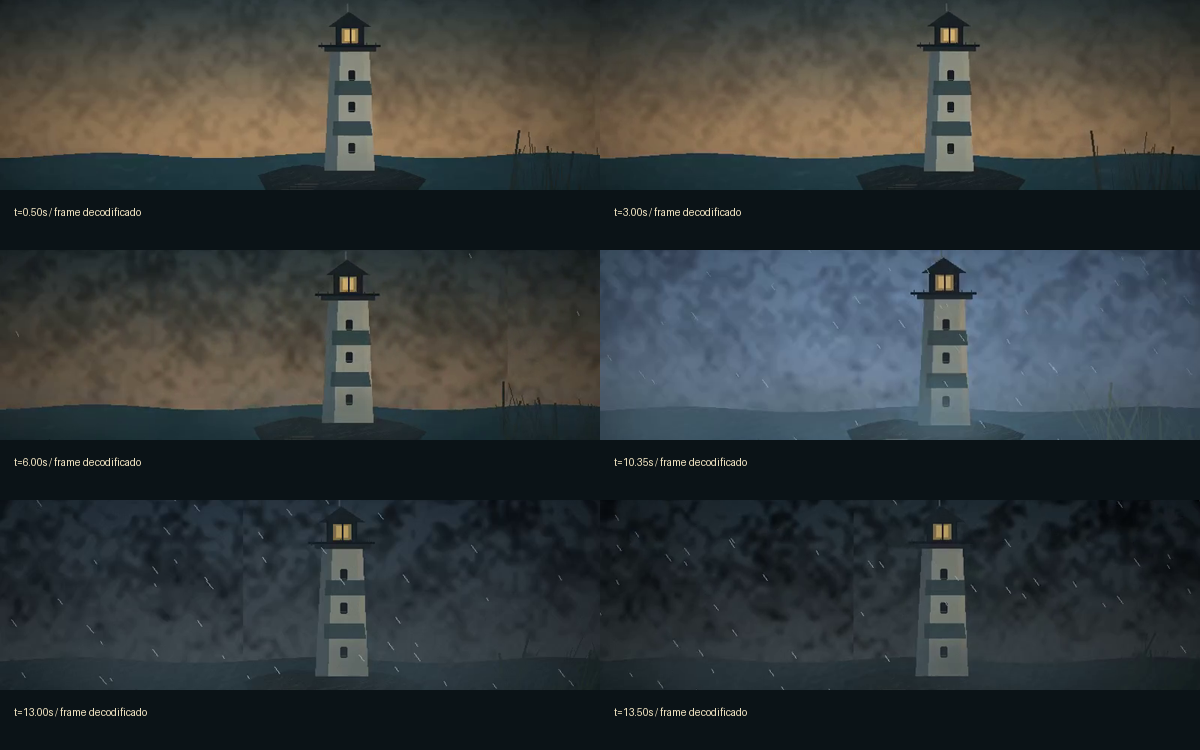 t=0.50s / frame decodificado
t=3.00s / frame decodificado
t=6.00s / frame decodificado
t=10.35s / frame decodificado
t=13.00s / frame decodificado
t=13.50s / frame decodificado